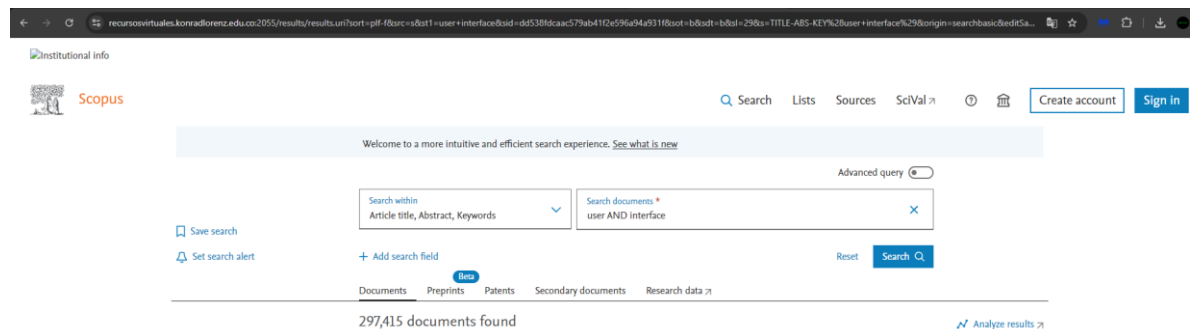 recursosvirtuales.konradlorenz.edu.co:2055/results/results.uri?sort=plf-f&src=s&st1=user+interface&sid=dd538fdcaac579ab41f2e596a94a931f&sot=b&sdt=b&sl=29&s=TITLE-ABS-KEY%28user+interface%29&origin=searchbasic&editSa...
Institutional info
Scopus
Search Lists Sources SciVal Create account Sign in
Welcome to a more intuitive and efficient search experience. See what is new
Advanced query
Search within
Article title, Abstract, Keywords
Search documents *
user AND interface
Save search
Set search alert
+ Add search field
Reset
Search
Beta
Documents Preprints Patents Secondary documents Research data
297,415 documents found
Analyze results